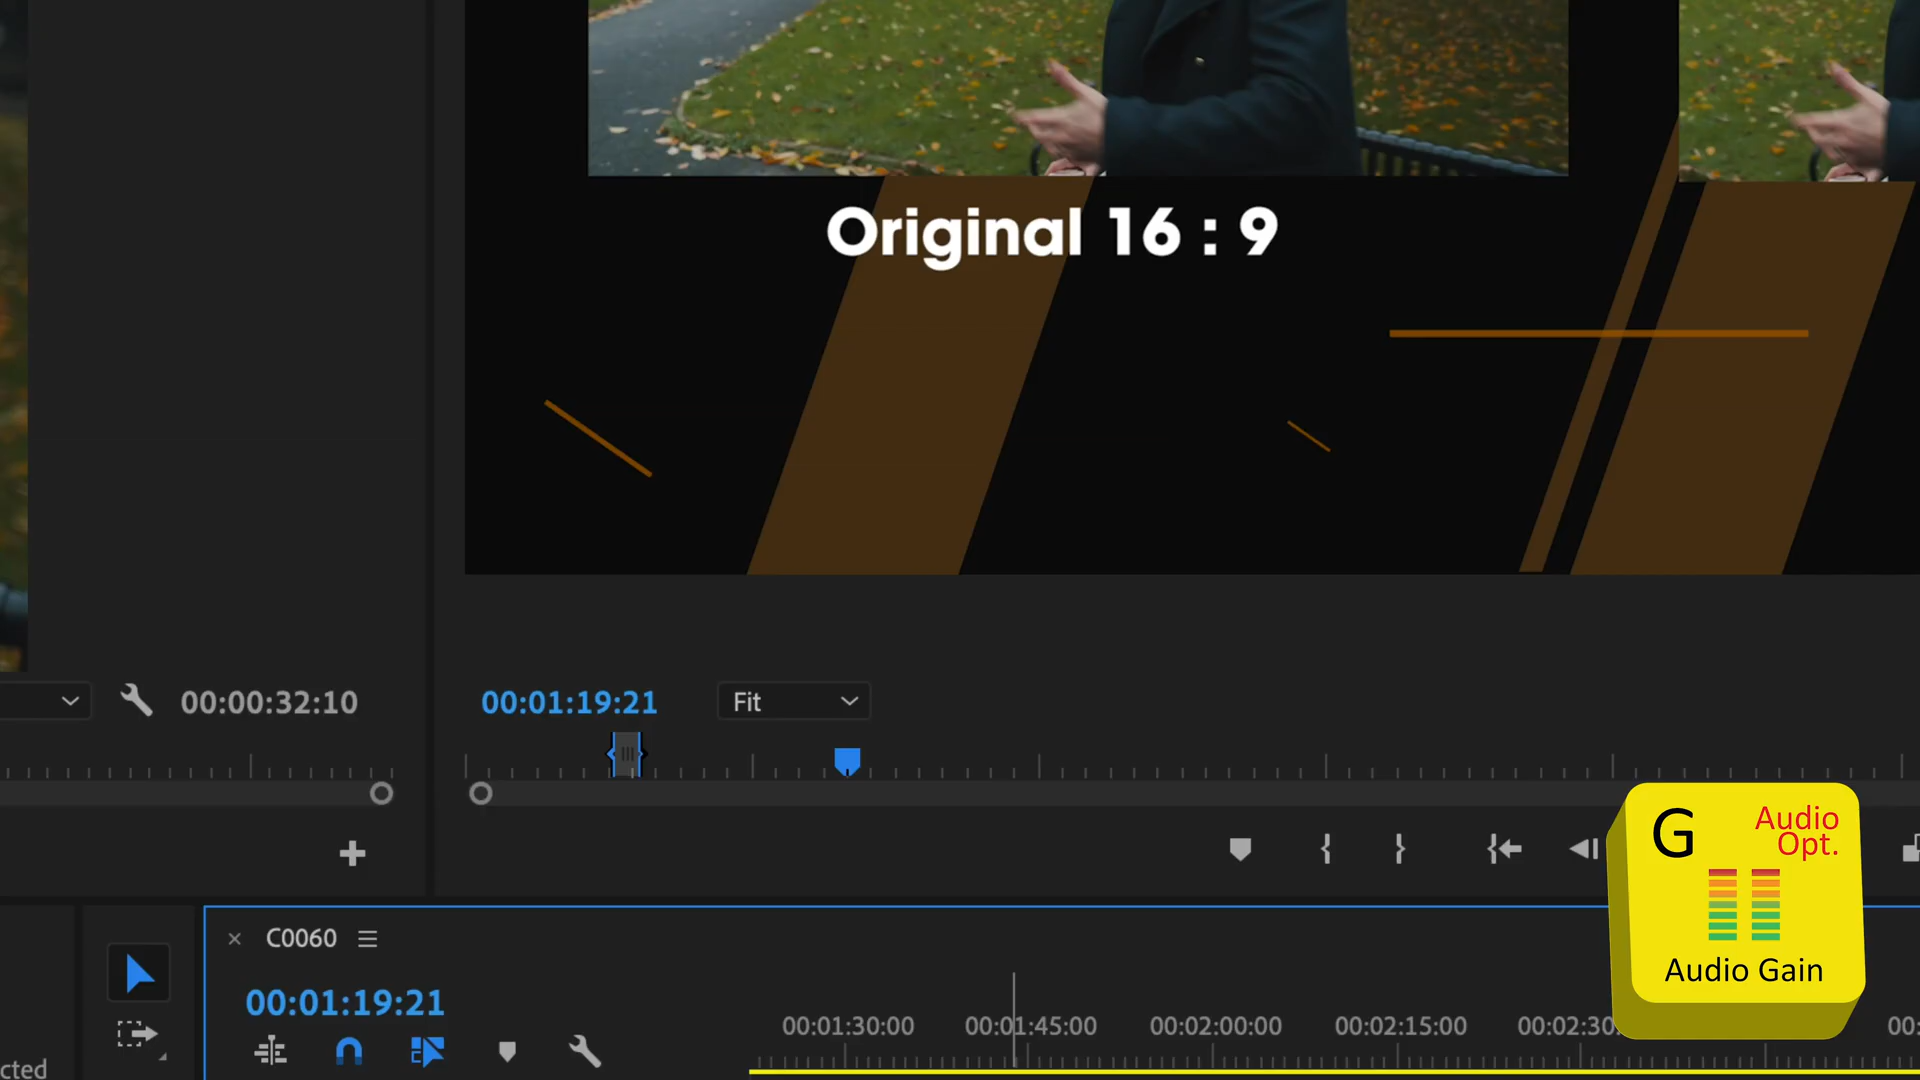 Original 16 : 9
00:00:32:10
00:01:19:21
Fit
G
Audio
Opt.
Audio Gain
C0060
00:01:19:21
00:01:30:00
00:01:45:00
00:02:00:00
00:02:15:00
00:02:30:
00:
cted